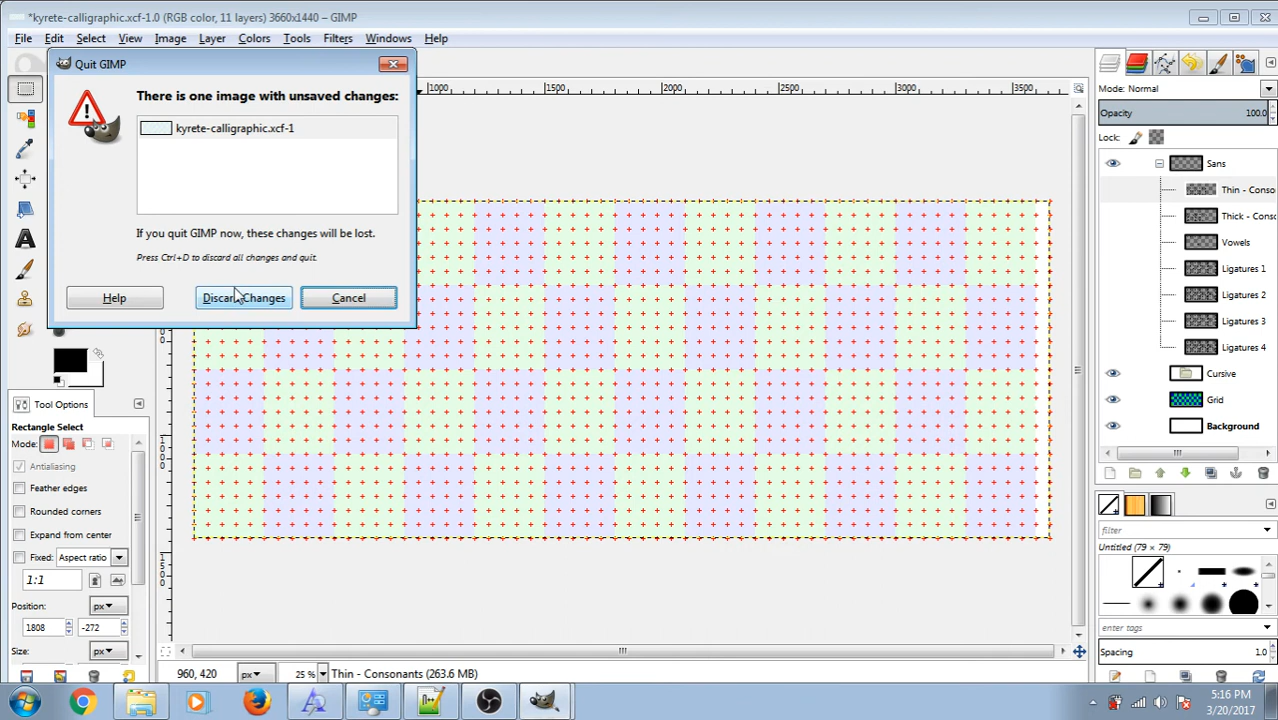 *kyrete-calligraphic.xcf-1.0 (RGB color, 11 layers) 3660x1440 – GIMP
File Edit Select View Image Layer Colors Tools Filters Windows Help
Quit GIMP
There is one image with unsaved changes:
kyrete-calligraphic.xcf-1
If you quit GIMP now, these changes will be lost.
Press Ctrl+D to discard all changes and quit.
Help
Discard Changes
Cancel
1000 1500 2000 2500 3000 3500
1000
1500
Tool Options
Rectangle Select
Mode:
Antialiasing
Feather edges
Rounded corners
Expand from center
Fixed: Aspect ratio
1:1
Position:
px
1808 -272
Size:
px
960, 420 px 25 % Thin - Consonants (263.6 MB)
Mode: Normal
Opacity 100.0
Lock:
Sans
Thin - Conso
Thick - Conso
Vowels
Ligatures 1
Ligatures 2
Ligatures 3
Ligatures 4
Cursive
Grid
Background
filter
Untitled (79 × 79)
enter tags
Spacing 1.0
5:16 PM
3/20/2017